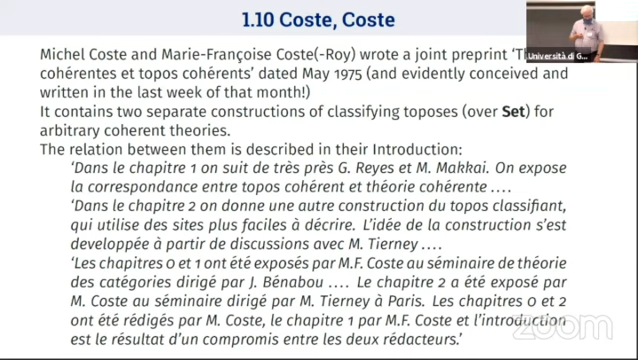 1.10 Coste, Coste
Michel Coste and Marie-Françoise Coste(-Roy) wrote a joint preprint
cohérentes et topos cohérents' dated May 1975 (and evidently conceived and
written in the last week of that month!)
It contains two separate constructions of classifying toposes (over Set) for
arbitrary coherent theories.
The relation between them is described in their Introduction:
'Dans le chapitre 1 on suit de très près G. Reyes et M. Makkai. On expose
la correspondance entre topos cohérent et théorie cohérente ....
'Dans le chapitre 2 on donne une autre construction du topos classifiant,
qui utilise des sites plus faciles à décrire. L'idée de la construction s'est
developpée à partir de discussions avec M. Tierney ....
'Les chapitres 0 et 1 ont été exposés par M.F. Coste au séminaire de théorie
des catégories dirigé par J. Bénabou .... Le chapitre 2 a été exposé par
M. Coste au séminaire dirigé par M. Tierney à Paris. Les chapitres 0 et 2
ont été rédigés par M. Coste, le chapitre 1 par M.F. Coste et l'introduction
est le résultat d'un compromis entre les deux rédacteurs.'
Università di G...
zoom